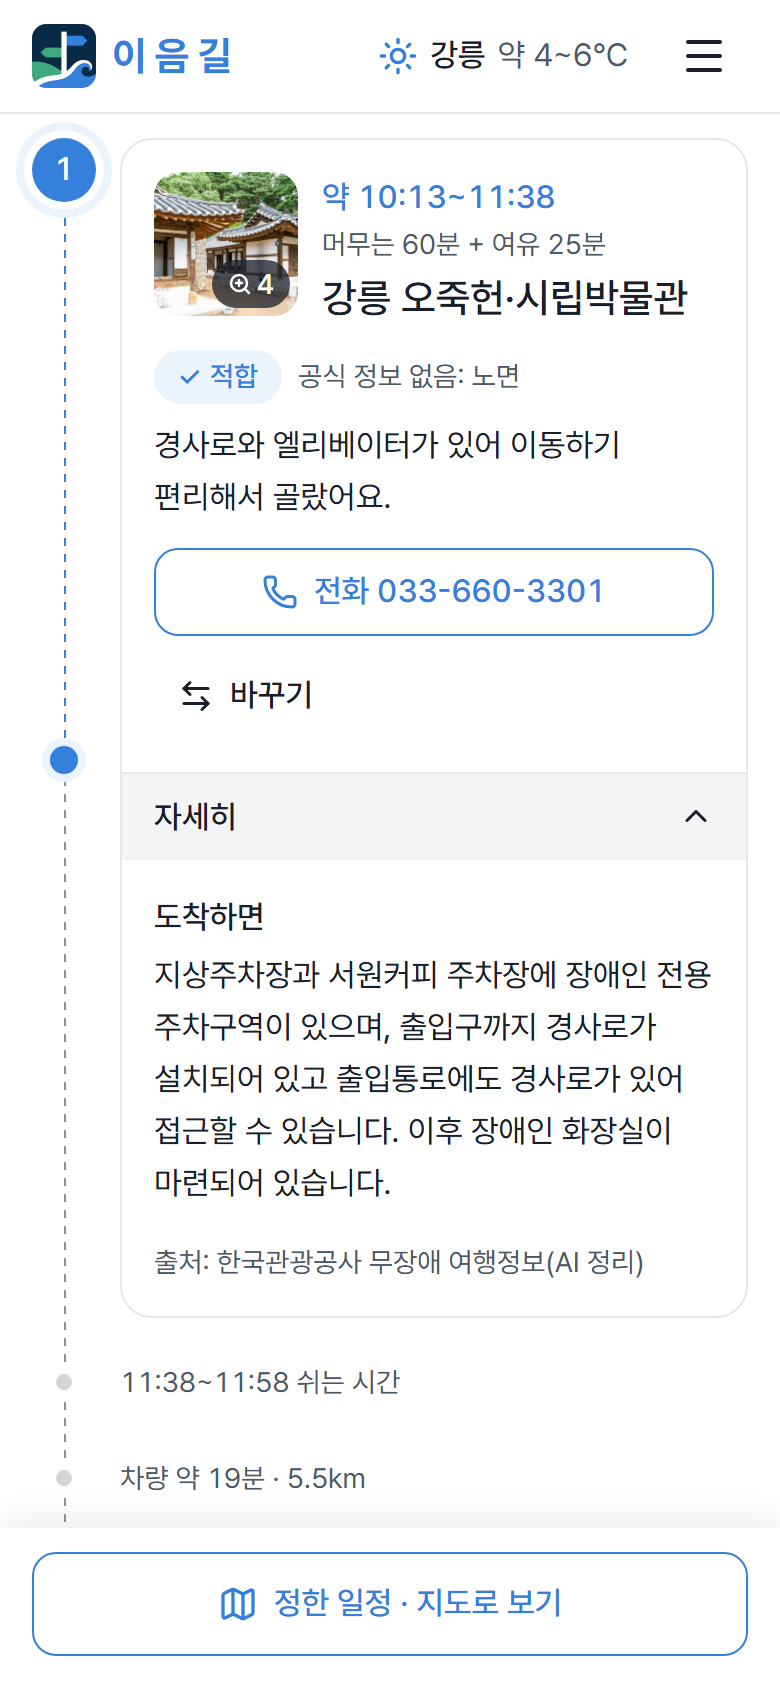 이음길
강릉 약 4~6°C
1
약 10:13~11:38
머무는 60분 + 여유 25분
강릉 오죽헌·시립박물관
4
적합 공식 정보 없음: 노면
경사로와 엘리베이터가 있어 이동하기
편리해서 골랐어요.
전화 033-660-3301
바꾸기
자세히
도착하면
지상주차장과 서원커피 주차장에 장애인 전용
주차구역이 있으며, 출입구까지 경사로가
설치되어 있고 출입통로에도 경사로가 있어
접근할 수 있습니다. 이후 장애인 화장실이
마련되어 있습니다.
출처: 한국관광공사 무장애 여행정보(AI 정리)
11:38~11:58 쉬는 시간
차량 약 19분 · 5.5km
정한 일정 · 지도로 보기